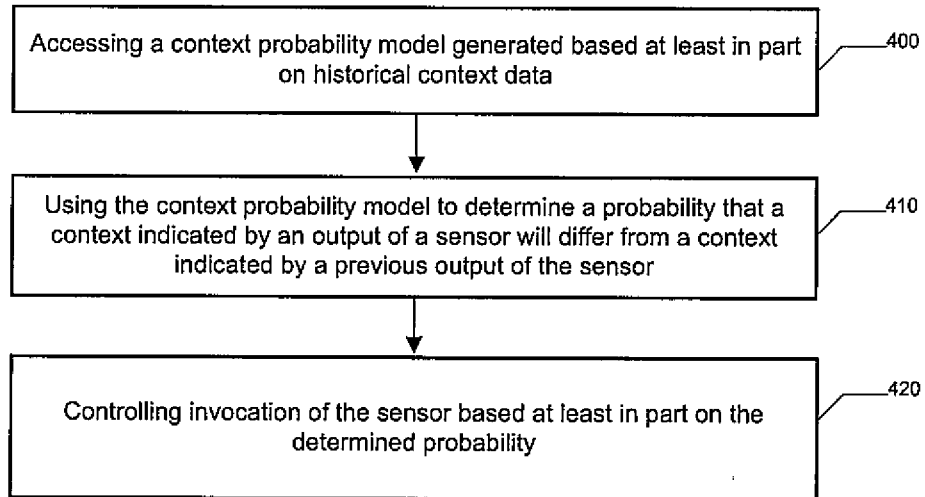 Accessing a context probability model generated based at least in part
on historical context data
400
Using the context probability model to determine a probability that a
context indicated by an output of a sensor will differ from a context
indicated by a previous output of the sensor
410
Controlling invocation of the sensor based at least in part on the
determined probability
420